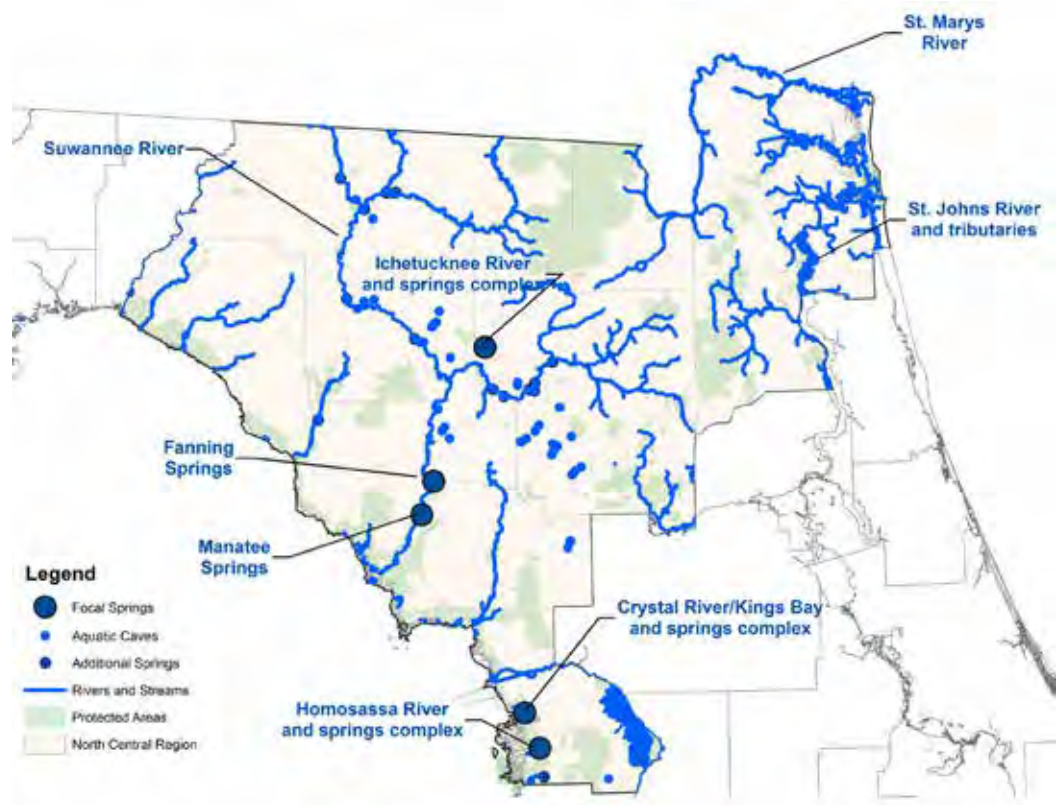 St. Marys
River
Suwannee River
St. Johns River
and tributaries
Ichetucknee River
and springs complex
Fanning
Springs
Manatee
Springs
Legend
Focal Springs
Aquatic Caves
Additional Springs
Rivers and Streams
Protected Areas
North Central Region
Crystal River/Kings Bay
and springs complex
Homosassa River
and springs complex